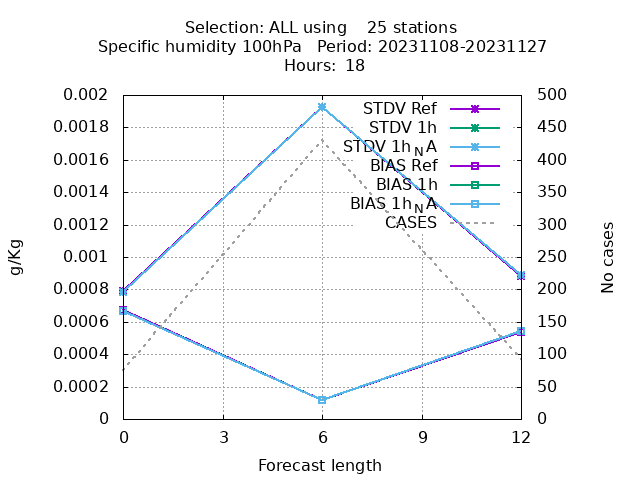 Selection: ALL using    25 stations
Specific humidity 100hPa   Period: 20231108-20231127
Hours: 18
0.002
0.0018
0.0016
0.0014
0.0012
0.001
0.0008
0.0006
0.0004
0.0002
0
g/Kg
STDV Ref
STDV 1h
STDV 1h_N A
BIAS Ref
BIAS 1h
BIAS 1h_N A
CASES
500
450
400
350
300
250
200
150
100
50
0
No cases
0 3 6 9 12
Forecast length